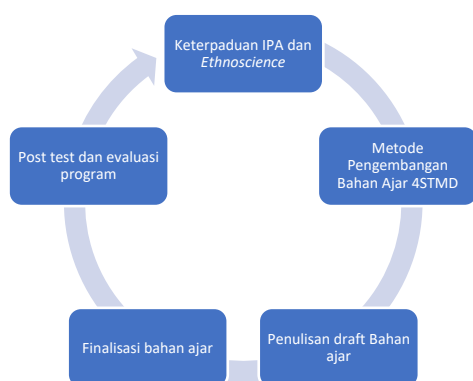 Keterpaduan IPA dan
Ethnoscience
Metode
Pengembangan
Bahan Ajar 4STMD
Penulisan draft Bahan
ajar
Finalisasi bahan ajar
Post test dan evaluasi
program